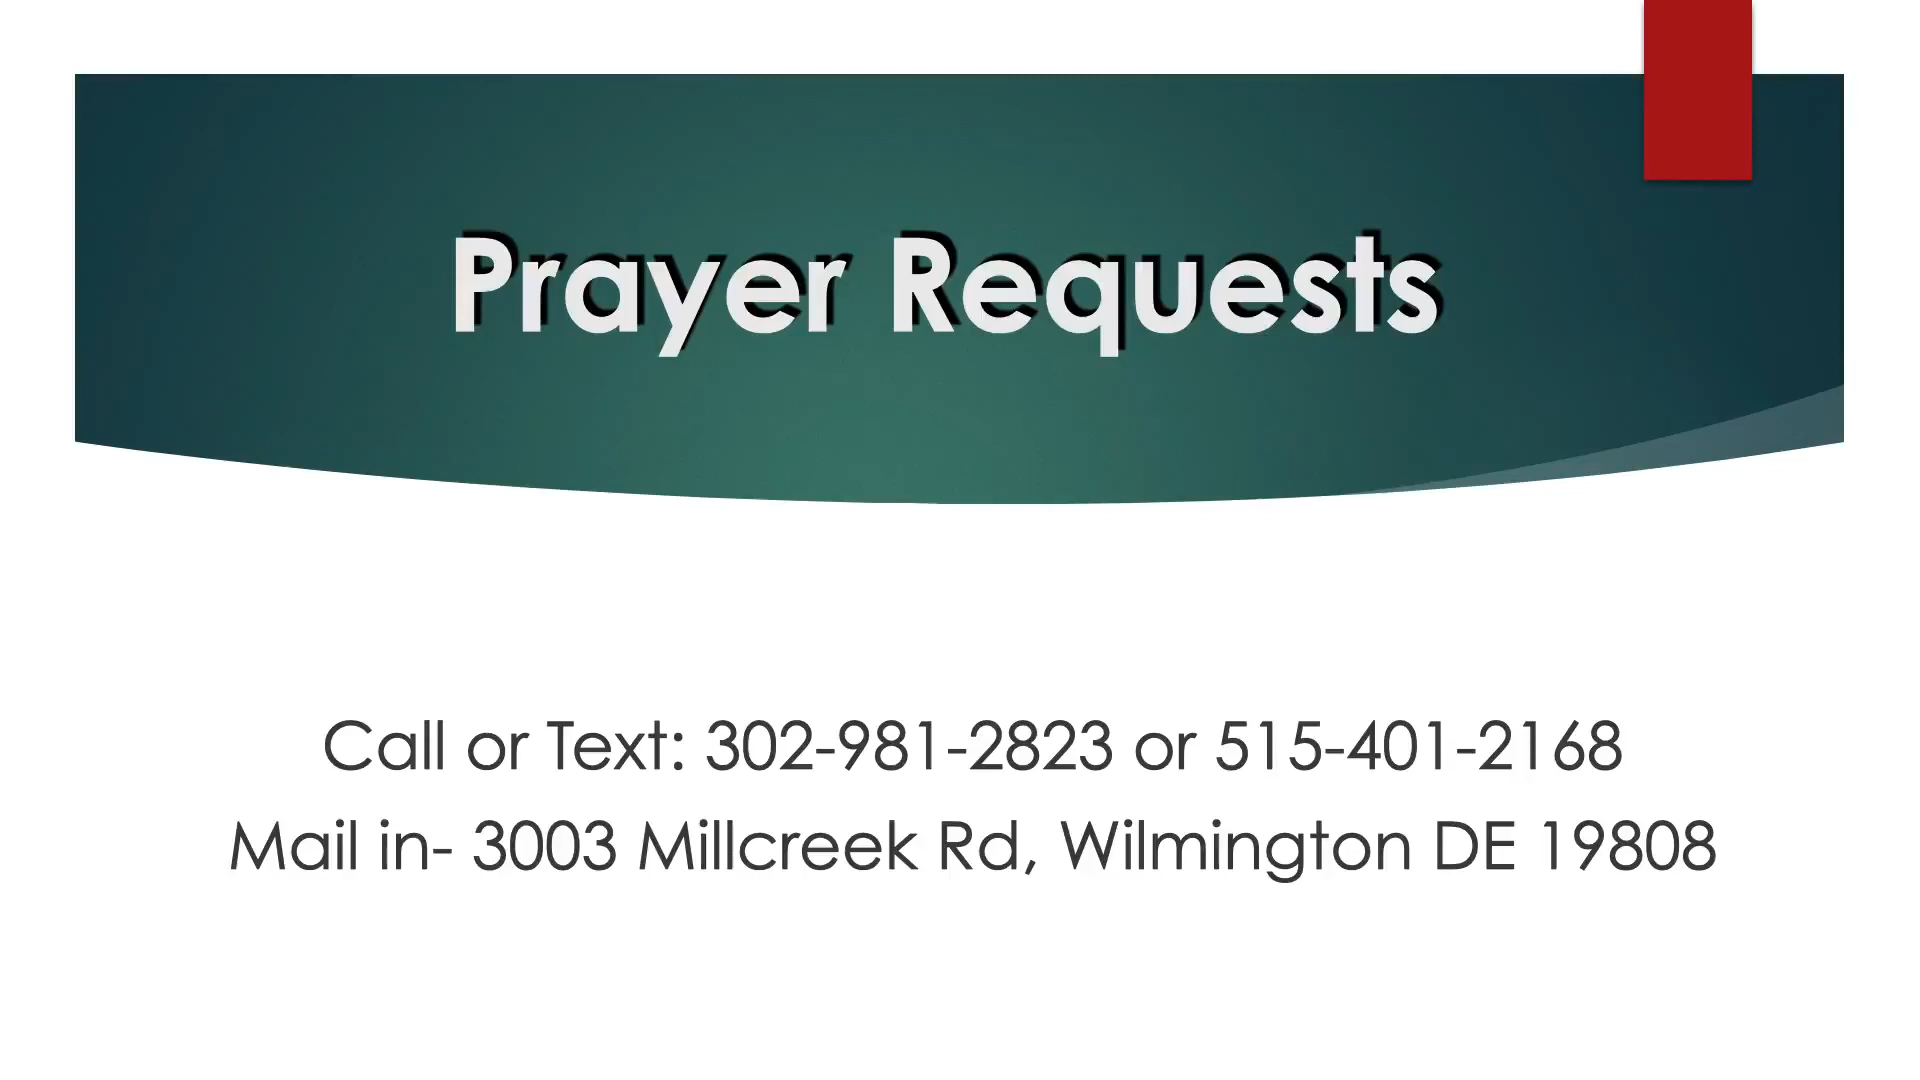 Prayer Requests
Call or Text: 302-981-2823 or 515-401-2168
Mail in- 3003 Millcreek Rd, Wilmington DE 19808